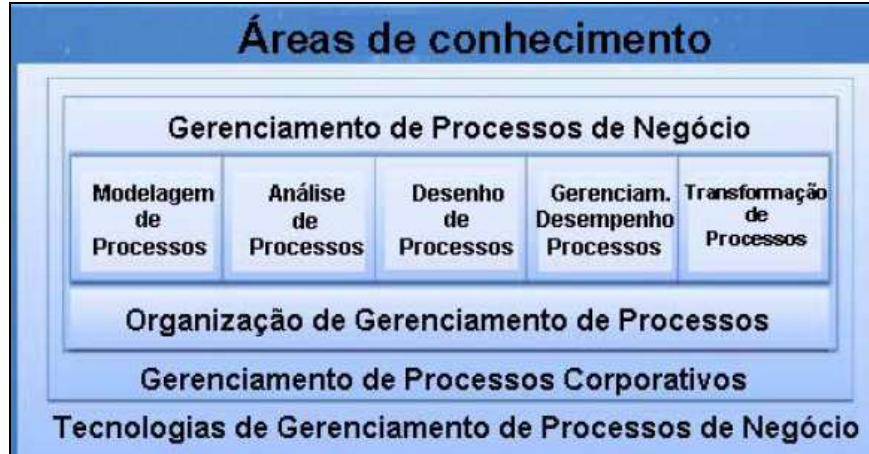 Áreas de conhecimento
Gerenciamento de Processos de Negócio
Modelagem
de
Processos
Análise
de
Processos
Desenho
de
Processos
Gerenciam.
Desempenho
Processos
Transformação
de
Processos
Organização de Gerenciamento de Processos
Gerenciamento de Processos Corporativos
Tecnologias de Gerenciamento de Processos de Negócio